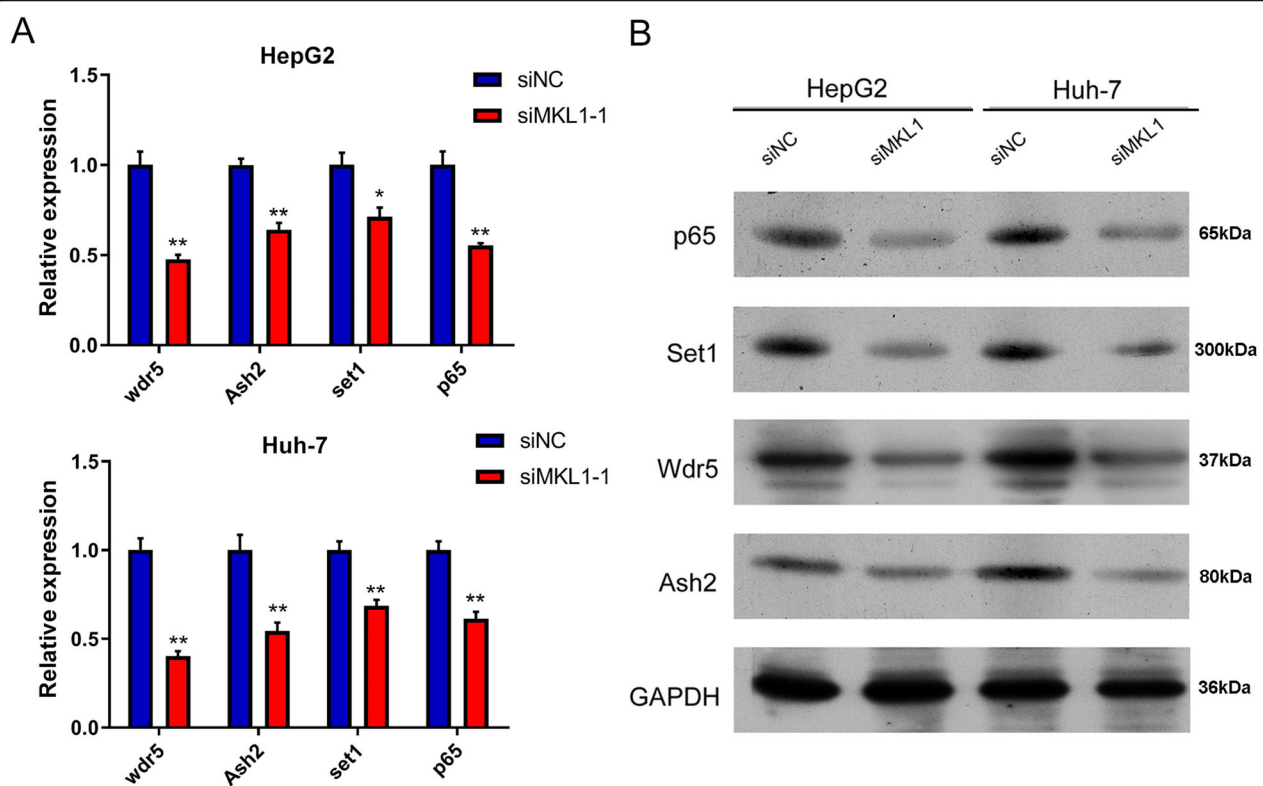 A
HepG2
siNC
siMKL1-1
Relative expression
1.5
1.0
0.5
0.0
** ** * **
wdr5 Ash2 set1 p65
Huh-7
siNC
siMKL1-1
Relative expression
1.5
1.0
0.5
0.0
** ** ** **
wdr5 Ash2 set1 p65
B
HepG2 Huh-7
siNC siMKL1 siNC siMKL1
p65 65kDa
Set1 300kDa
Wdr5 37kDa
Ash2 80kDa
GAPDH 36kDa